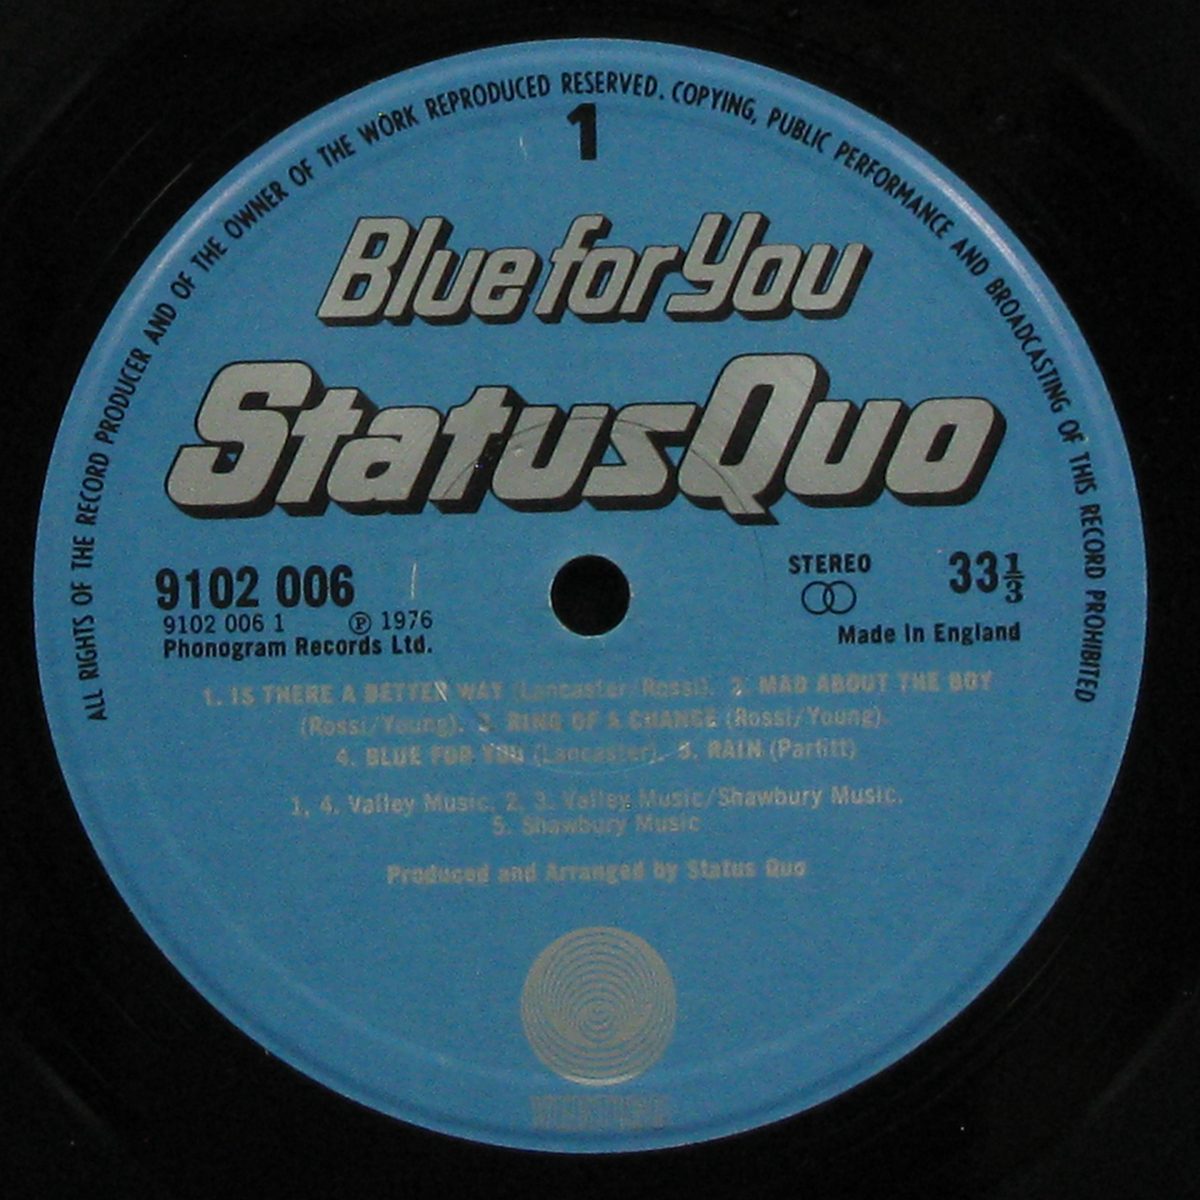 ALL RIGHTS OF THE RECORD PRODUCER AND OF THE OWNER OF THE WORK REPRODUCED RESERVED. COPYING, PUBLIC PERFORMANCE AND BROADCASTING OF THIS RECORD PROHIBITED
1
Blue for You
Status Quo
9102 006
9102 006 1 ℗ 1976
Phonogram Records Ltd.
STEREO 33⅓
Made in England
1. IS THERE A BETTER WAY (Lancaster/Rossi). 2. MAD ABOUT THE BOY
(Rossi/Young). 3. RING OF A CHANGE (Rossi/Young).
4. BLUE FOR YOU (Lancaster). 5. RAIN (Parfitt)
1, 4. Valley Music. 2, 3. Valley Music/Shawbury Music.
5. Shawbury Music
Produced and Arranged by Status Quo